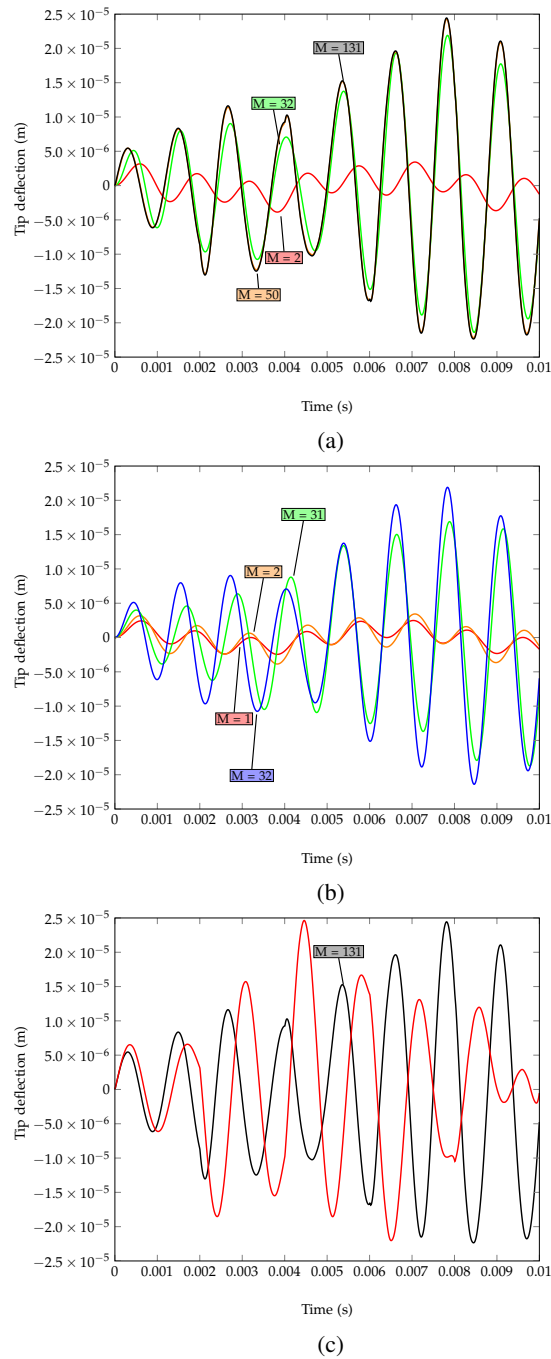 2.5 × 10⁻⁵
2.0 × 10⁻⁵
1.5 × 10⁻⁵
1.0 × 10⁻⁵
5.0 × 10⁻⁶
0
−5.0 × 10⁻⁶
−1.0 × 10⁻⁵
−1.5 × 10⁻⁵
−2.0 × 10⁻⁵
−2.5 × 10⁻⁵
Tip deflection (m)
M = 131
M = 32
M = 2
M = 50
0 0.001 0.002 0.003 0.004 0.005 0.006 0.007 0.008 0.009 0.01
Time (s)
(a)
2.5 × 10⁻⁵
2.0 × 10⁻⁵
1.5 × 10⁻⁵
1.0 × 10⁻⁵
5.0 × 10⁻⁶
0
−5.0 × 10⁻⁶
−1.0 × 10⁻⁵
−1.5 × 10⁻⁵
−2.0 × 10⁻⁵
−2.5 × 10⁻⁵
Tip deflection (m)
M = 31
M = 2
M = 1
M = 32
0 0.001 0.002 0.003 0.004 0.005 0.006 0.007 0.008 0.009 0.01
Time (s)
(b)
2.5 × 10⁻⁵
2.0 × 10⁻⁵
1.5 × 10⁻⁵
1.0 × 10⁻⁵
5.0 × 10⁻⁶
0
−5.0 × 10⁻⁶
−1.0 × 10⁻⁵
−1.5 × 10⁻⁵
−2.0 × 10⁻⁵
−2.5 × 10⁻⁵
Tip deflection (m)
M = 131
0 0.001 0.002 0.003 0.004 0.005 0.006 0.007 0.008 0.009 0.01
Time (s)
(c)